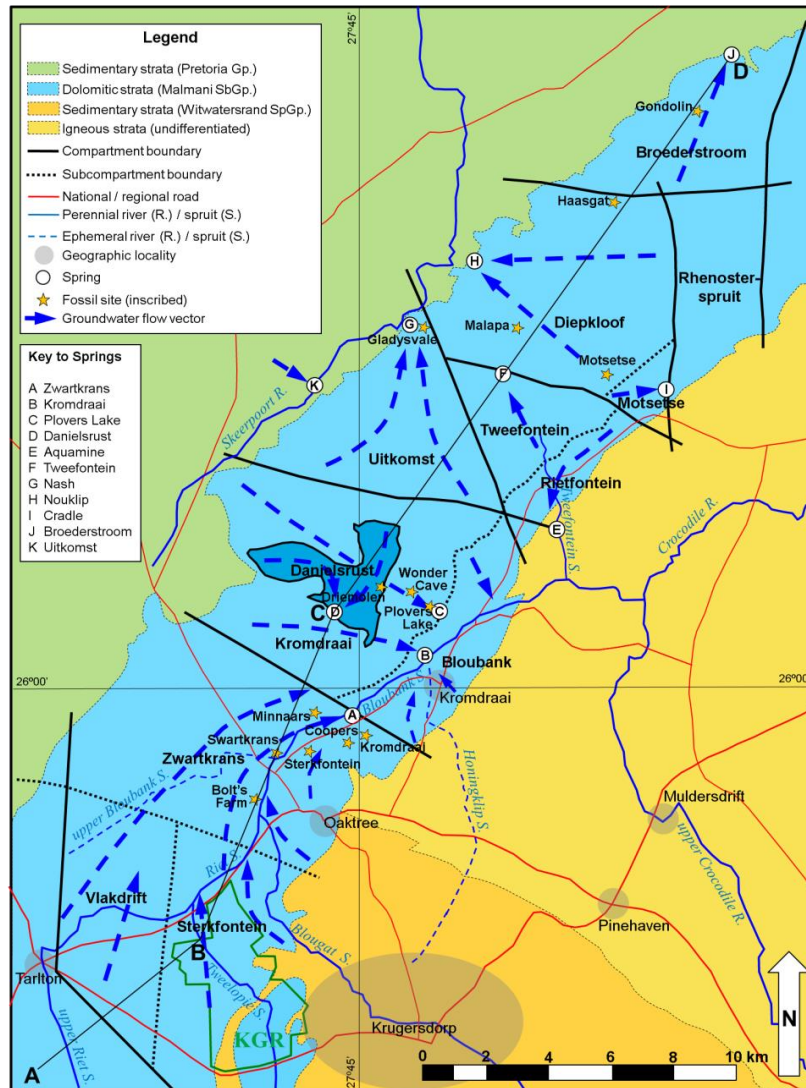 Legend
Sedimentary strata (Pretoria Gp.)
Dolomitic strata (Malmani SbGp.)
Sedimentary strata (Witwatersrand SpGp.)
Igneous strata (undifferentiated)
Compartment boundary
Subcompartment boundary
National / regional road
Perennial river (R.) / spruit (S.)
Ephemeral river (R.) / spruit (S.)
Geographic locality
Spring
Fossil site (inscribed)
Groundwater flow vector
Key to Springs
A Zwartkrans
B Kromdraai
C Plovers Lake
D Danielsrust
E Aquamine
F Tweefontein
G Nash
H Nouklip
I Cradle
J Broederstroom
K Uitkomst
27°45'
J
D
Gondolin
Broederstroom
Haasgat
H
Rhenoster-
spruit
G
Gladysvale
Malapa
Diepkloof
Motsetse
F
K
I
Motsetse
Skeerpoort R.
Tweefontein
Uitkomst
Rietfontein
Tweefontein S.
E
Crocodile R.
Danielsrust
Wonder
Cave
Driemolen
C
D
Plovers
Lake
C
Kromdraai
B
Bloubank
26°00'
26°00'
Bloubank S.
Kromdraai
Minnaars
A
Coopers
Kromdraai
Swartkrans
Sterkfontein
Zwartkrans
Honingklip S.
upper Bloubank S.
Bolt's
Farm
Oaktree
Muldersdrift
Riet S.
upper Crocodile R.
Vlakdrift
Sterkfontein
Pinehaven
B
Blougat S.
Tarlton
Tweelopie S.
N
Krugersdorp
KGR
upper Riet S.
A
27°45'
0 2 4 6 8 10 km